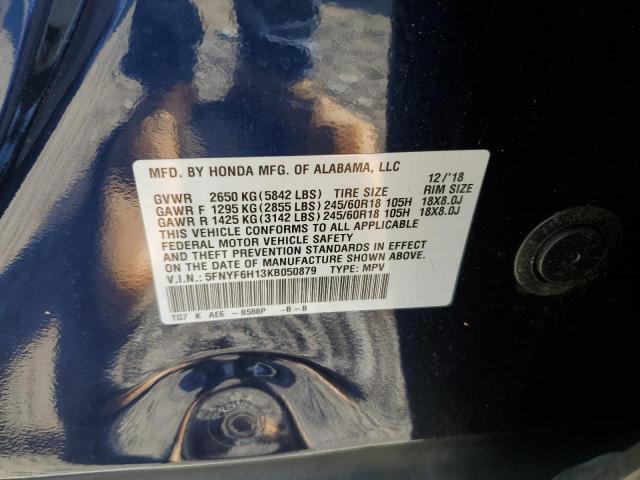 MFD. BY HONDA MFG. OF ALABAMA, LLC 12/'18
GVWR 2650 KG (5842 LBS) TIRE SIZE RIM SIZE
GAWR F 1295 KG (2855 LBS) 245/60R18 105H 18X8.0J
GAWR R 1425 KG (3142 LBS) 245/60R18 105H 18X8.0J
THIS VEHICLE CONFORMS TO ALL APPLICABLE
FEDERAL MOTOR VEHICLE SAFETY
AND THEFT PREVENTION STANDARDS IN EFFECT
ON THE DATE OF MANUFACTURE SHOWN ABOVE.
V.I.N.: 5FNYF6H13KB050879 TYPE: MPV
TG7 K AE6 - B588P -B-B